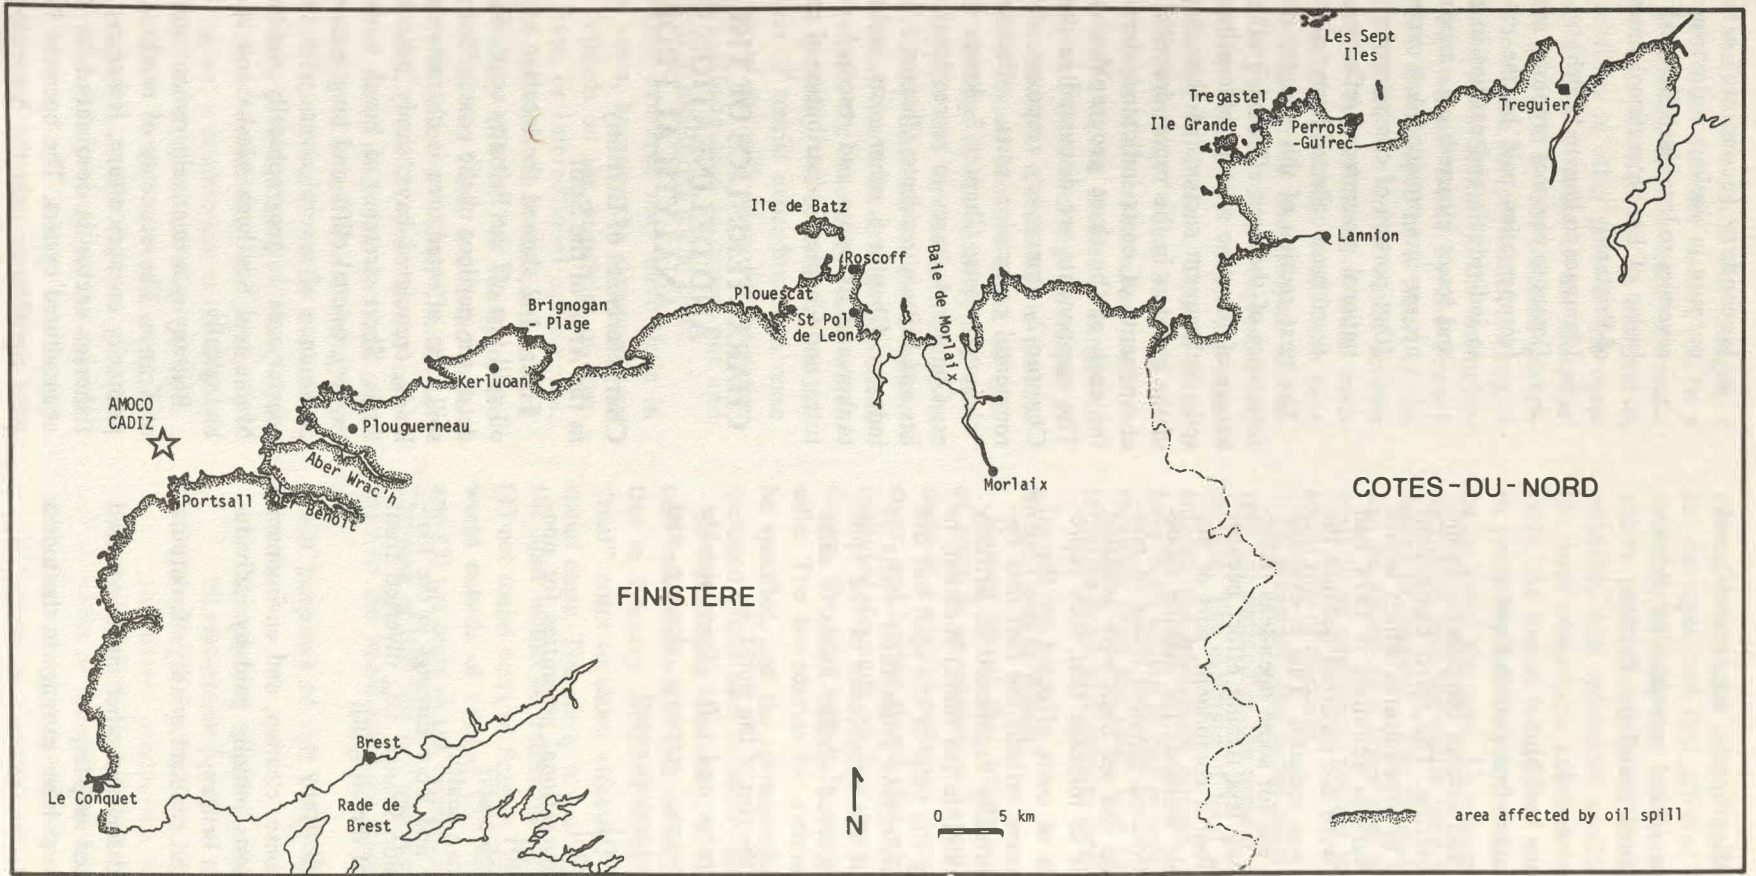 Les Sept
Iles
Tregastel
Ile Grande
Perros
-Guirec
Treguier
Lannion
Ile de Batz
Roscoff
Baie de Morlaix
Plouescat
St Pol
de Leon
Brignogan
- Plage
Kerluoan
AMOCO
CADIZ
Plouguerneau
Aber Wrac'h
Portsall
Benoit
Morlaix
COTES-DU-NORD
FINISTERE
Brest
Le Conquet
Rade de
Brest
N
0 5 km
area affected by oil spill